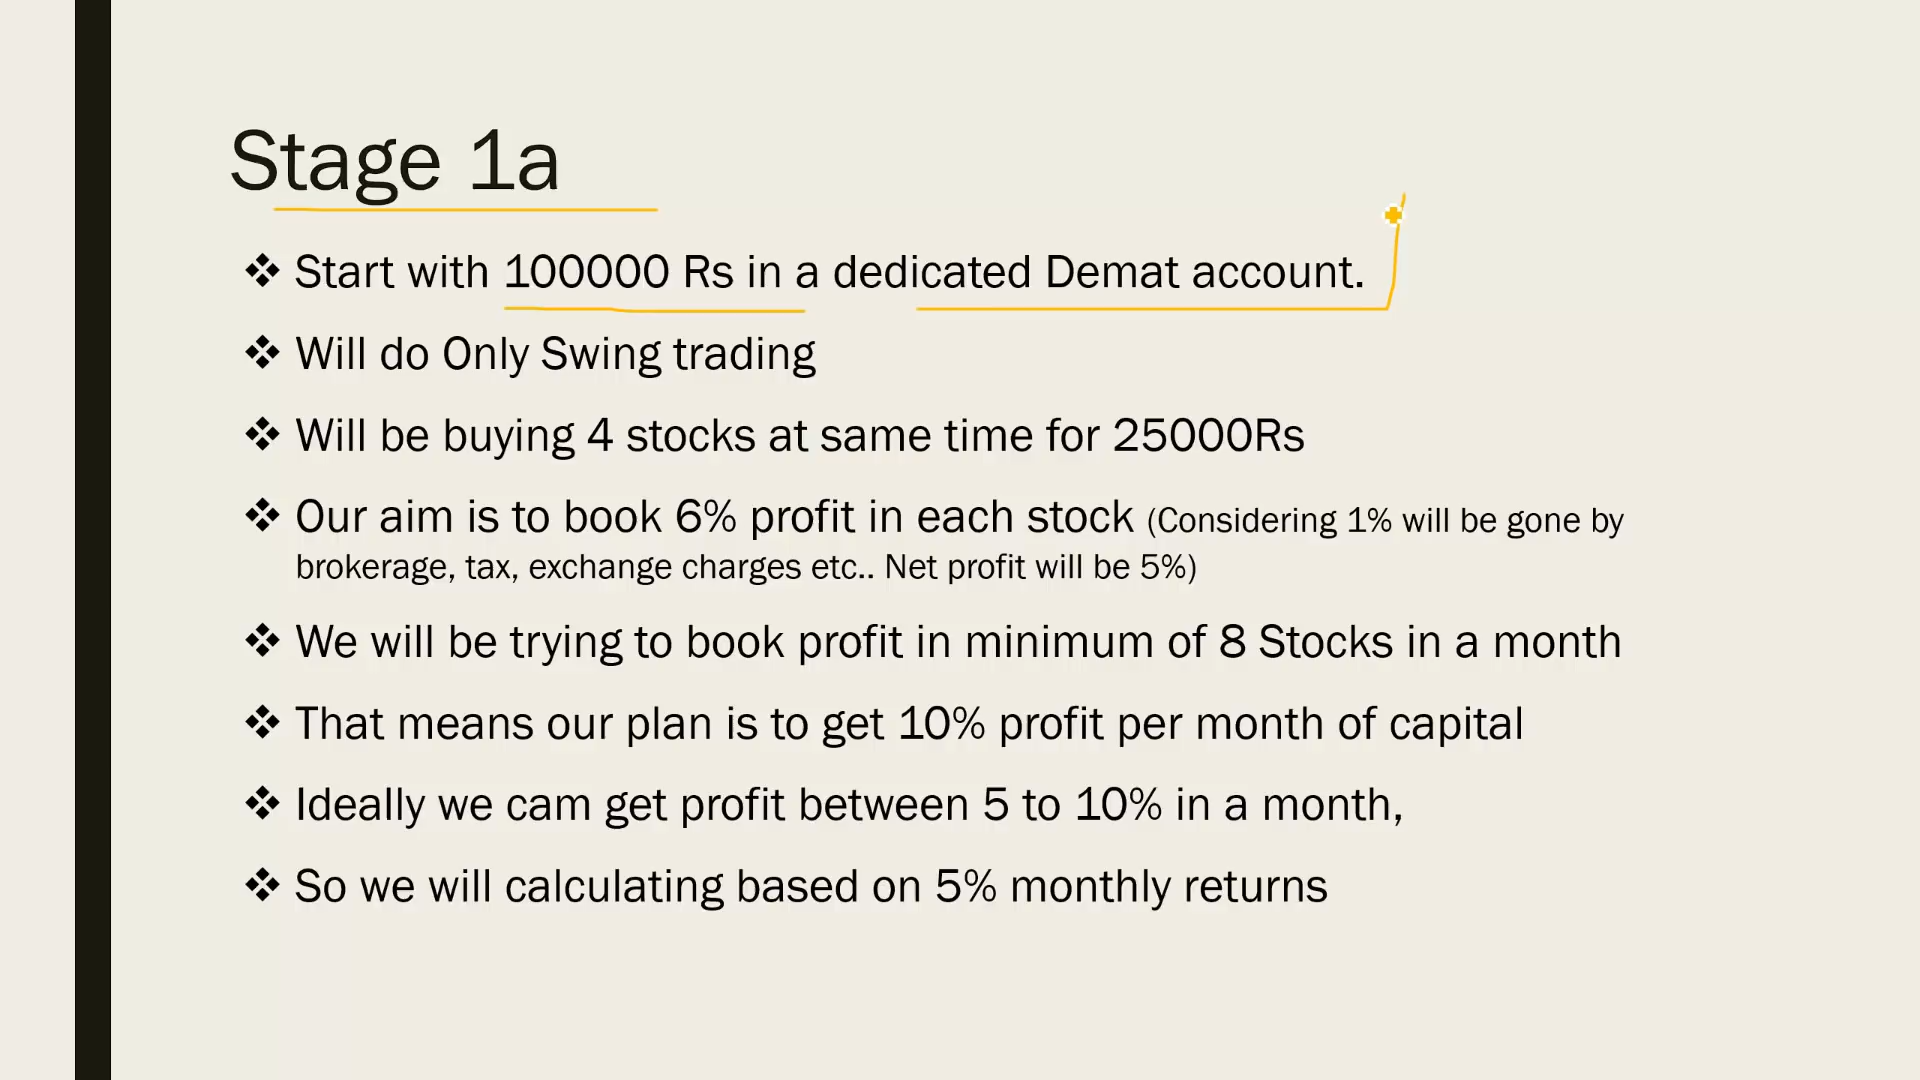 Stage 1a
❖ Start with 100000 Rs in a dedicated Demat account.
❖ Will do Only Swing trading
❖ Will be buying 4 stocks at same time for 25000Rs
❖ Our aim is to book 6% profit in each stock (Considering 1% will be gone by
brokerage, tax, exchange charges etc.. Net profit will be 5%)
❖ We will be trying to book profit in minimum of 8 Stocks in a month
❖ That means our plan is to get 10% profit per month of capital
❖ Ideally we cam get profit between 5 to 10% in a month,
❖ So we will calculating based on 5% monthly returns